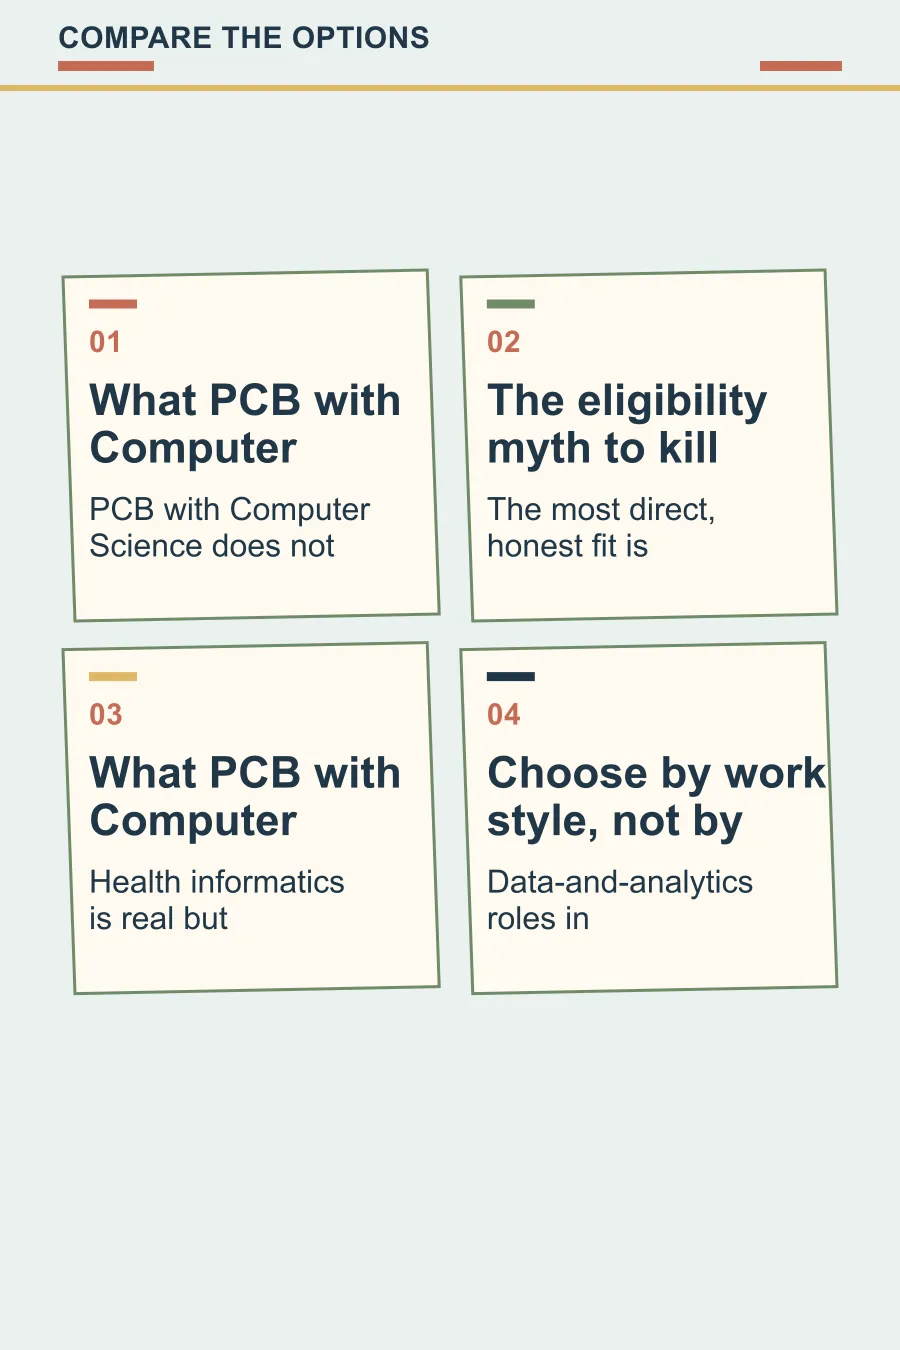 COMPARE THE OPTIONS
01
What PCB with
Computer
PCB with Computer
Science does not
02
The eligibility
myth to kill
The most direct,
honest fit is
03
What PCB with
Computer
Health informatics
is real but
04
Choose by work
style, not by
Data-and-analytics
roles in